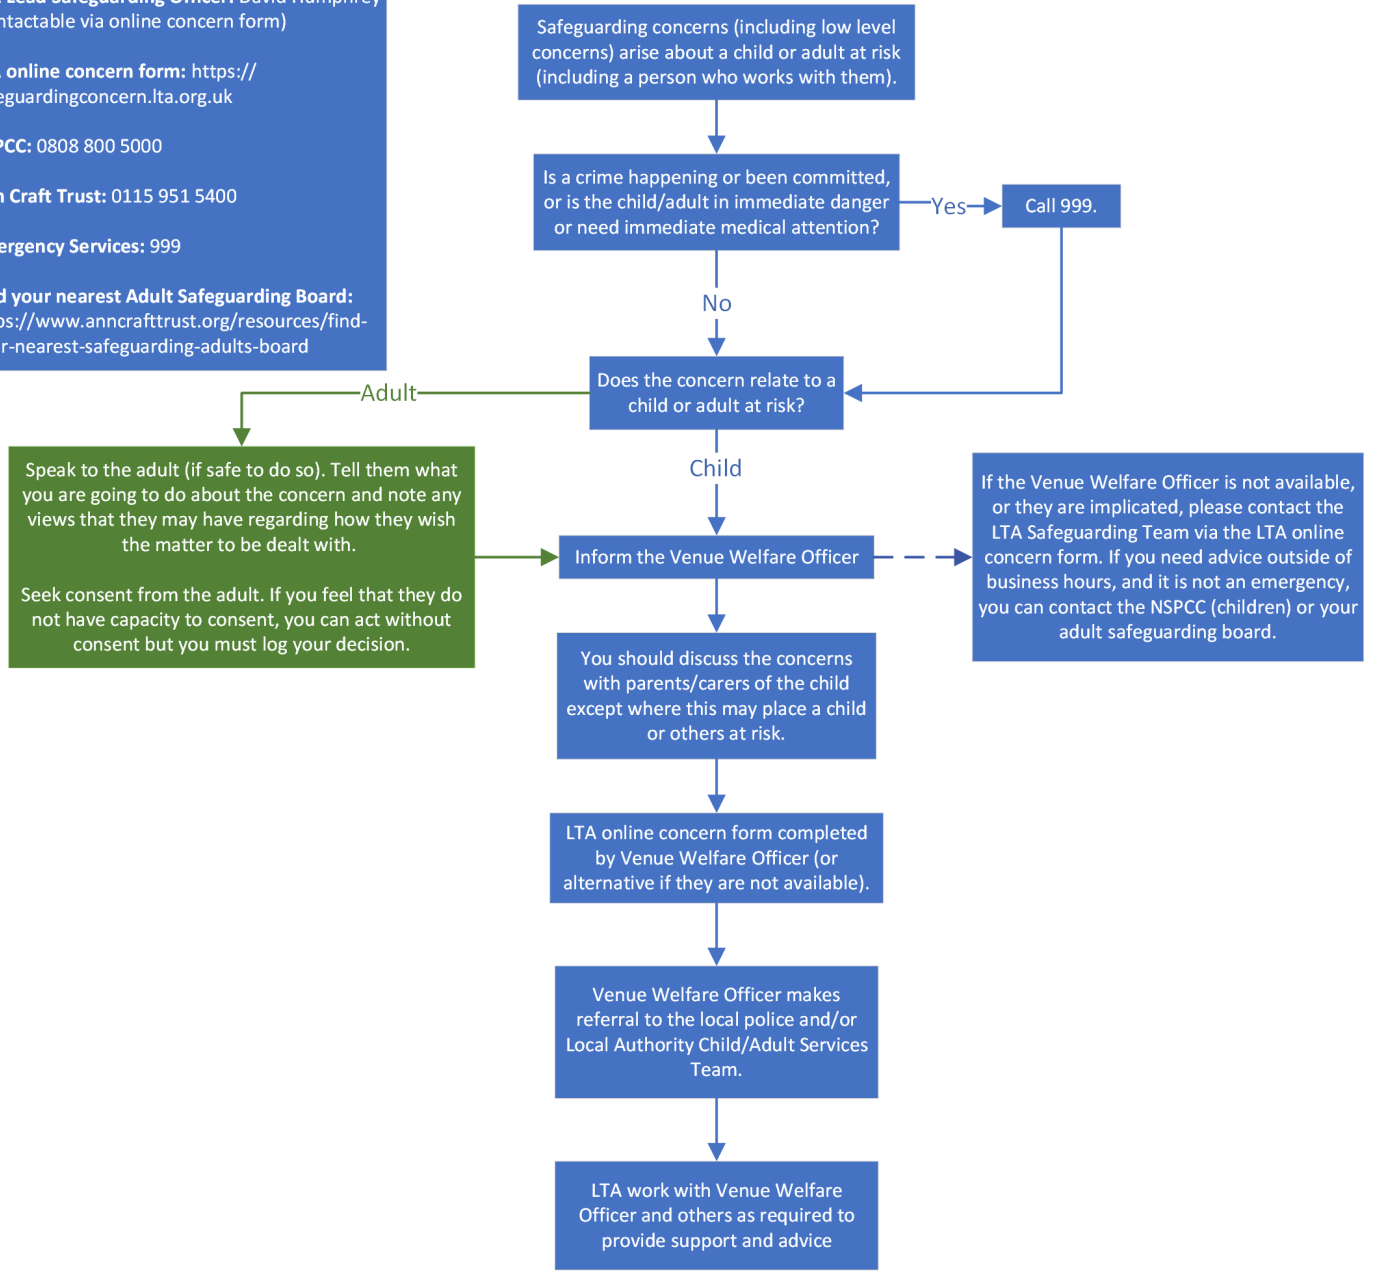 Lead Safeguarding Officer: David Humphrey
ntactable via online concern form)
online concern form: https://
eguardingconcern.lta.org.uk
PCC: 0808 800 5000
n Craft Trust: 0115 951 5400
ergency Services: 999
d your nearest Adult Safeguarding Board:
ps://www.anncrafttrust.org/resources/find-
r-nearest-safeguarding-adults-board
Safeguarding concerns (including low level
concerns) arise about a child or adult at risk
(including a person who works with them).
Is a crime happening or been committed,
or is the child/adult in immediate danger
or need immediate medical attention?
Yes
Call 999.
No
Does the concern relate to a
child or adult at risk?
Adult
Child
Speak to the adult (if safe to do so). Tell them what
you are going to do about the concern and note any
views that they may have regarding how they wish
the matter to be dealt with.
Seek consent from the adult. If you feel that they do
not have capacity to consent, you can act without
consent but you must log your decision.
Inform the Venue Welfare Officer
If the Venue Welfare Officer is not available,
or they are implicated, please contact the
LTA Safeguarding Team via the LTA online
concern form. If you need advice outside of
business hours, and it is not an emergency,
you can contact the NSPCC (children) or your
adult safeguarding board.
You should discuss the concerns
with parents/carers of the child
except where this may place a child
or others at risk.
LTA online concern form completed
by Venue Welfare Officer (or
alternative if they are not available).
Venue Welfare Officer makes
referral to the local police and/or
Local Authority Child/Adult Services
Team.
LTA work with Venue Welfare
Officer and others as required to
provide support and advice